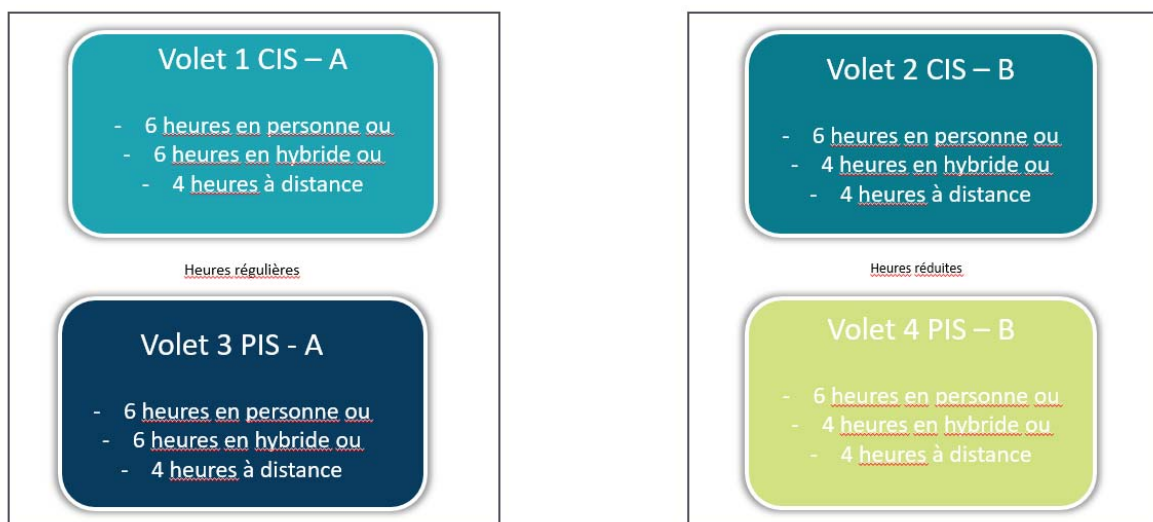 Volet 1 CIS – A
- 6 heures en personne ou
- 6 heures en hybride ou
- 4 heures à distance
Heures régulières
Volet 3 PIS - A
- 6 heures en personne ou
- 6 heures en hybride ou
- 4 heures à distance
Volet 2 CIS – B
- 6 heures en personne ou
- 4 heures en hybride ou
- 4 heures à distance
Heures réduites
Volet 4 PIS – B
- 6 heures en personne ou
- 4 heures en hybride ou
- 4 heures à distance